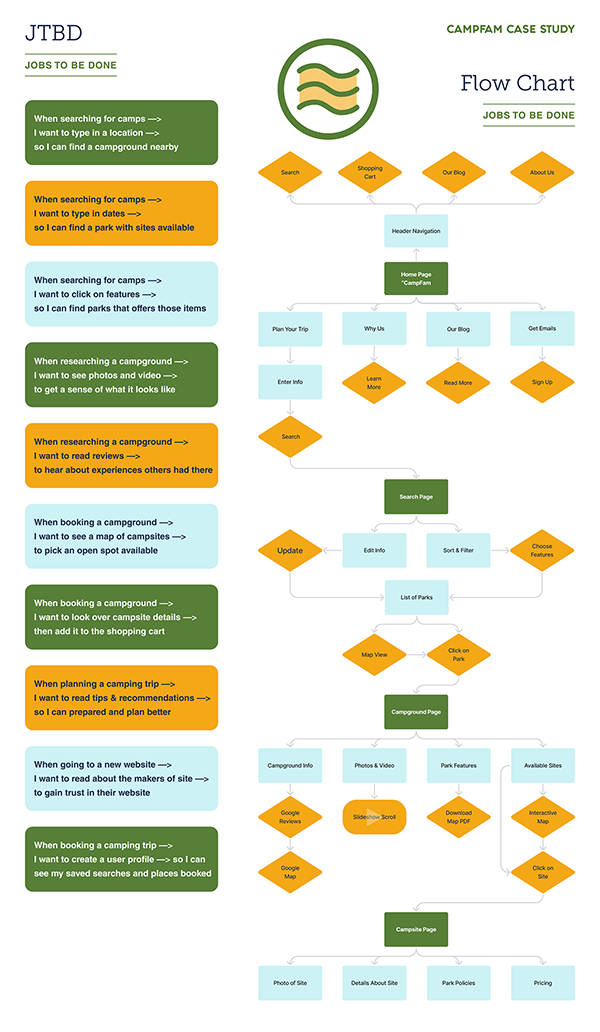 JTBD
JOBS TO BE DONE
When searching for camps —>
I want to type in a location —>
so I can find a campground nearby
When searching for camps —>
I want to type in dates —>
so I can find a park with sites available
When searching for camps —>
I want to click on features —>
so I can find parks that offers those items
When researching a campground —>
I want to see photos and video —>
to get a sense of what it looks like
When researching a campground —>
I want to read reviews —>
to hear about experiences others had there
When booking a campground —>
I want to see a map of campsites —>
to pick an open spot available
When booking a campground —>
I want to look over campsite details —>
then add it to the shopping cart
When planning a camping trip —>
I want to read tips & recommendations —>
so I can prepared and plan better
When going to a new website —>
I want to read about the makers of site —>
to gain trust in their website
When booking a camping trip —>
I want to create a user profile —> so I can
see my saved searches and places booked
CAMPFAM CASE STUDY
Flow Chart
JOBS TO BE DONE
Search
Shopping
Cart
Our Blog
About Us
Header Navigation
Home Page
"CampFam
Plan Your Trip
Why Us
Our Blog
Get Emails
Enter Info
Learn
More
Read More
Sign Up
Search
Search Page
Update
Edit Info
Sort & Filter
Choose
Features
List of Parks
Map View
Click on
Park
Campground Page
Campground Info
Photos & Video
Park Features
Available Sites
Google
Reviews
Slideshow Scroll
Download
Map PDF
Interactive
Map
Google
Map
Click on
Site
Campsite Page
Photo of Site
Details About Site
Park Policies
Pricing